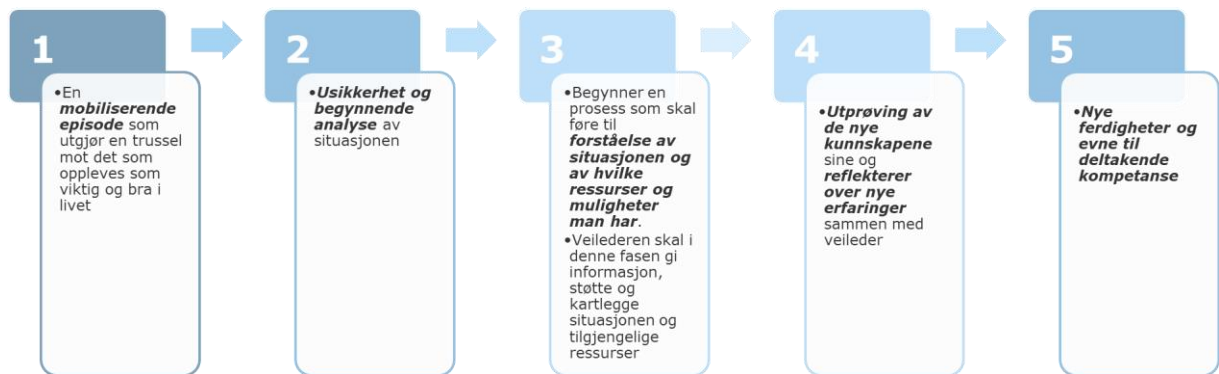 1
•En
mobiliserende
episode som
utgjør en trussel
mot det som
oppleves som
viktig og bra i
livet
2
•Usikkerhet og
begynnende
analyse av
situasjonen
3
•Begynner en
prosess som skal
føre til
forståelse av
situasjonen og
av hvilke
ressurser og
muligheter
man har.
•Veilederen skal i
denne fasen gi
informasjon,
støtte og
kartlegge
situasjonen og
tilgjengelige
ressurser
4
•Utprøving av
de nye
kunnskapene
sine og
reflekterer
over nye
erfaringer
sammen med
veileder
5
•Nye
ferdigheter og
evne til
deltakende
kompetanse